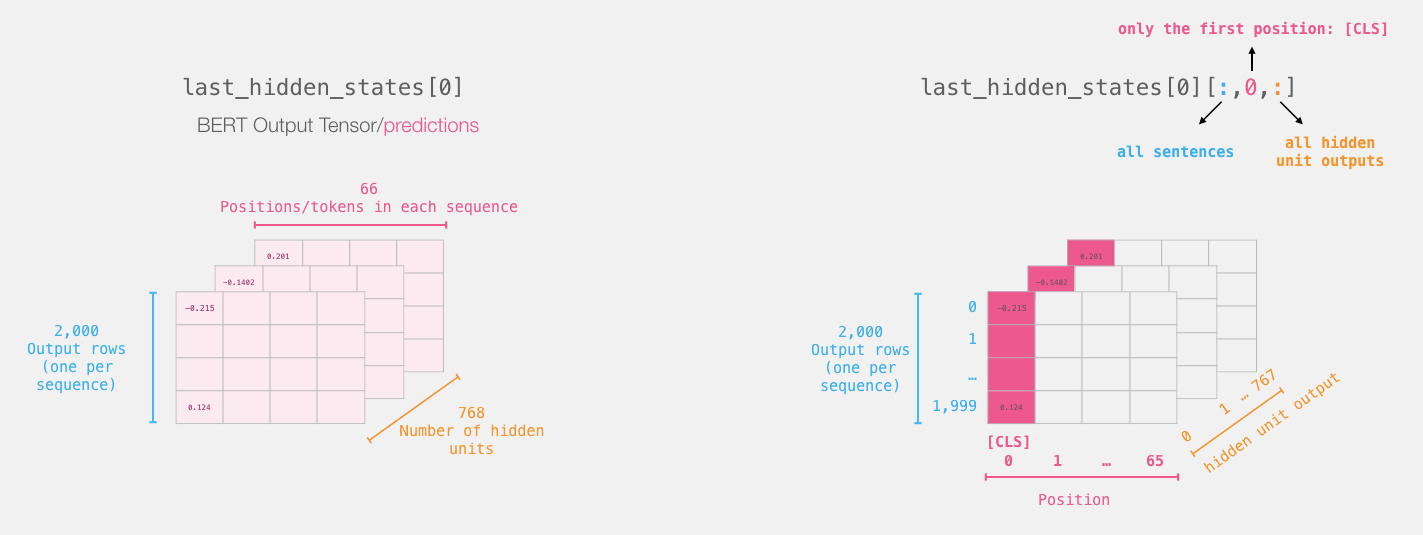 last_hidden_states[0]
BERT Output Tensor/predictions
66
Positions/tokens in each sequence
0.201
−0.1402
−0.215
0.124
2,000
Output rows
(one per
sequence)
768
Number of hidden
units
only the first position: [CLS]
last_hidden_states[0][:,0,:]
all sentences
all hidden
unit outputs
0.201
−0.1402
−0.215
0.124
2,000
Output rows
(one per
sequence)
0
1
…
1,999
[CLS]
0 1 … 65
Position
0 1 … 767
hidden unit output